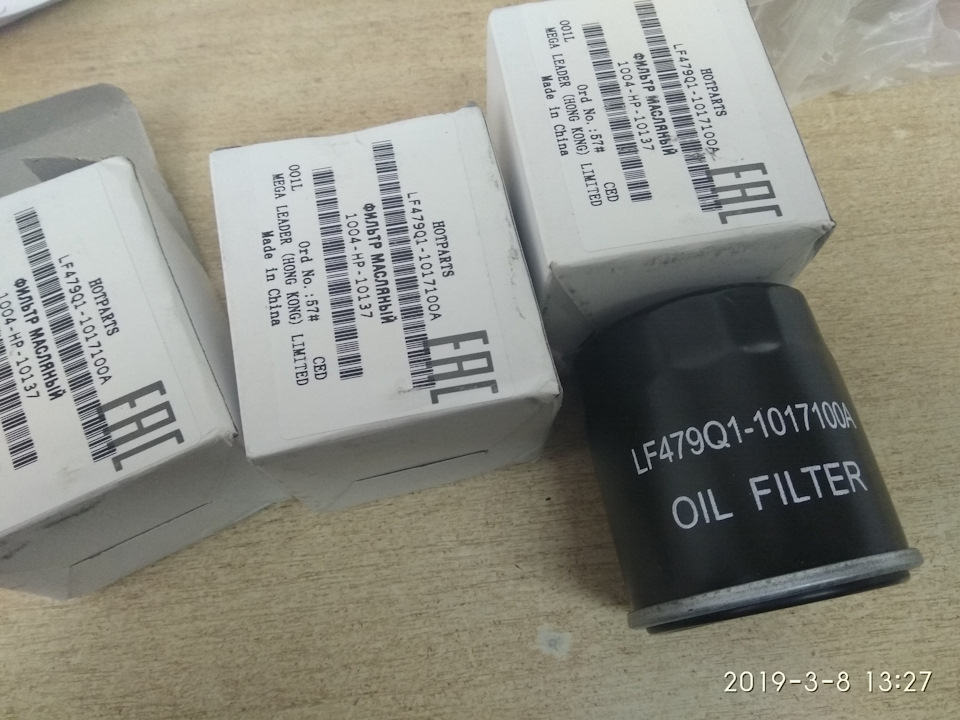 HOTPARTS
LF479Q1-1017100A
ФИЛЬТР МАСЛЯНЫЙ
1004-HP-10137
EAC
HOTPARTS
LF479Q1-1017100A
ФИЛЬТР МАСЛЯНЫЙ
1004-HP-10137
Ord No.:57# CED
001L
MEGA LEADER (HONG KONG) LIMITED
Made in China
EAC
HOTPARTS
LF479Q1-1017100A
ФИЛЬТР МАСЛЯНЫЙ
1004-HP-10137
Ord No.:57# CED
001L
MEGA LEADER (HONG KONG) LIMITED
Made in China
EAC
LF479Q1-1017100A
OIL FILTER
2019-3-8 13:27